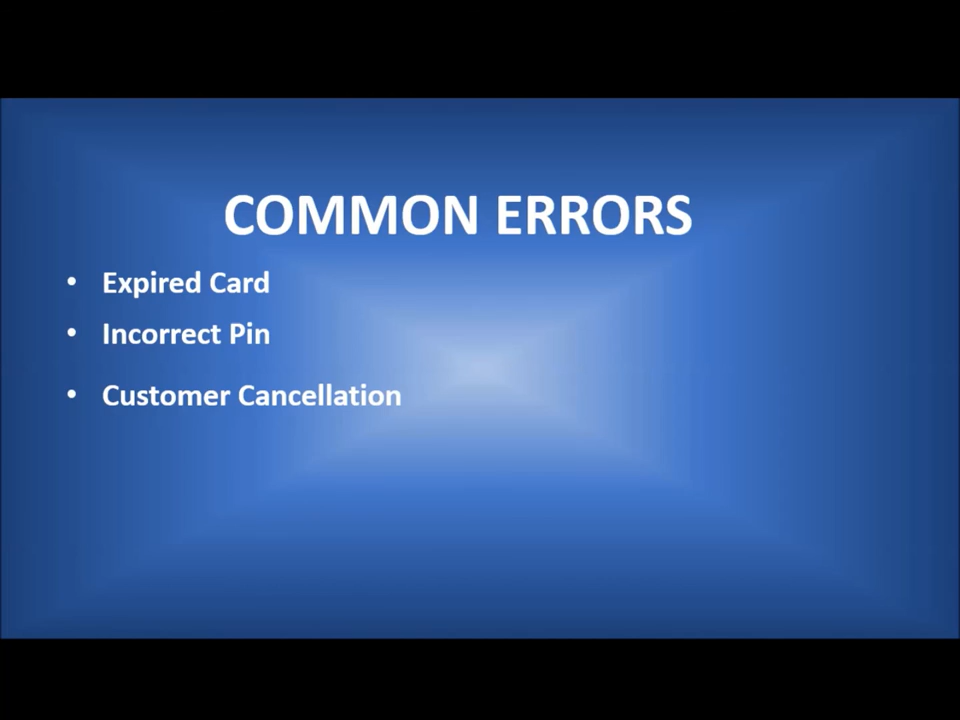 COMMON ERRORS
• Expired Card
• Incorrect Pin
• Customer Cancellation